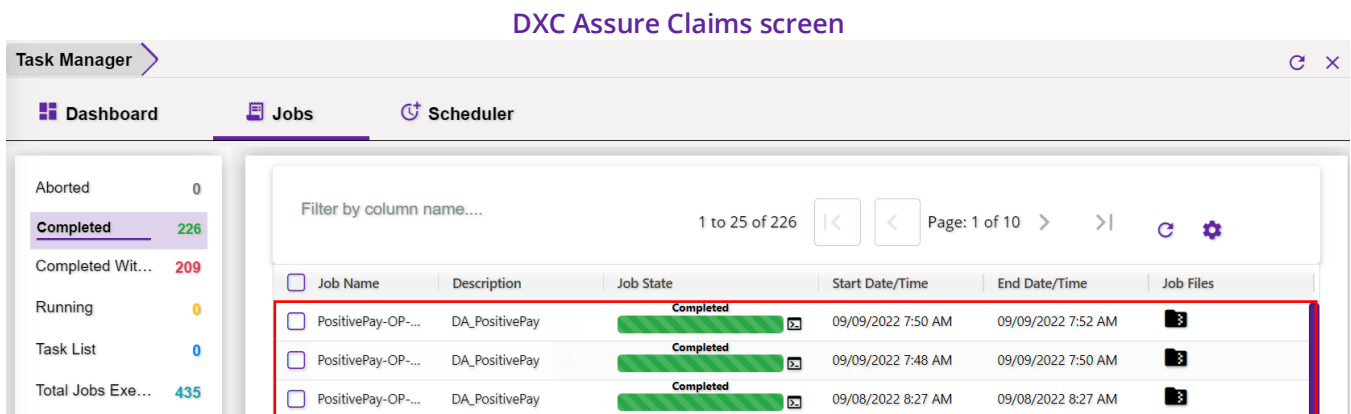 DXC Assure Claims screen
Task Manager
Dashboard Jobs Scheduler
Aborted 0
Completed 226
Completed Wit... 209
Running 0
Task List 0
Total Jobs Exe... 435
Filter by column name.... 1 to 25 of 226 Page: 1 of 10
Job Name Description Job State Start Date/Time End Date/Time Job Files
PositivePay-OP-... DA_PositivePay Completed 09/09/2022 7:50 AM 09/09/2022 7:52 AM
PositivePay-OP-... DA_PositivePay Completed 09/09/2022 7:48 AM 09/09/2022 7:50 AM
PositivePay-OP-... DA_PositivePay Completed 09/08/2022 8:27 AM 09/08/2022 8:27 AM